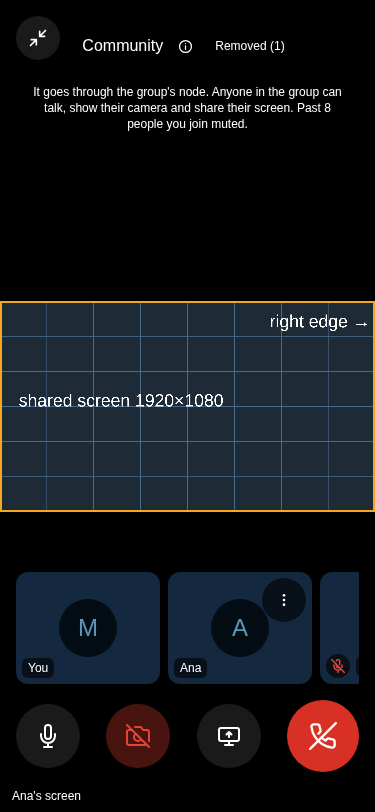 Community
Removed (1)
It goes through the group's node. Anyone in the group can
talk, show their camera and share their screen. Past 8
people you join muted.
right edge →
shared screen 1920×1080
M
A
You
Ana
Ana's screen